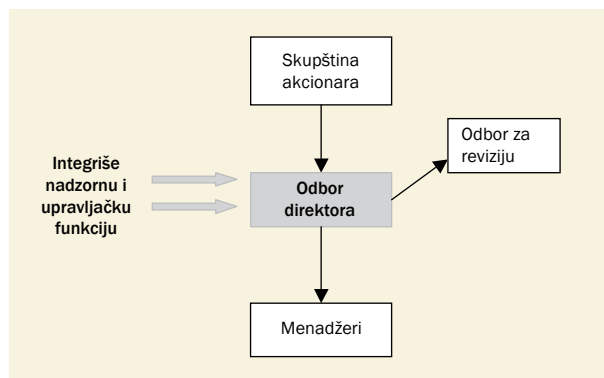 Skupština
akcionara
Odbor za
reviziju
Integriše
nadzornu i
upravljačku
funkciju
Odbor
direktora
Menadžeri